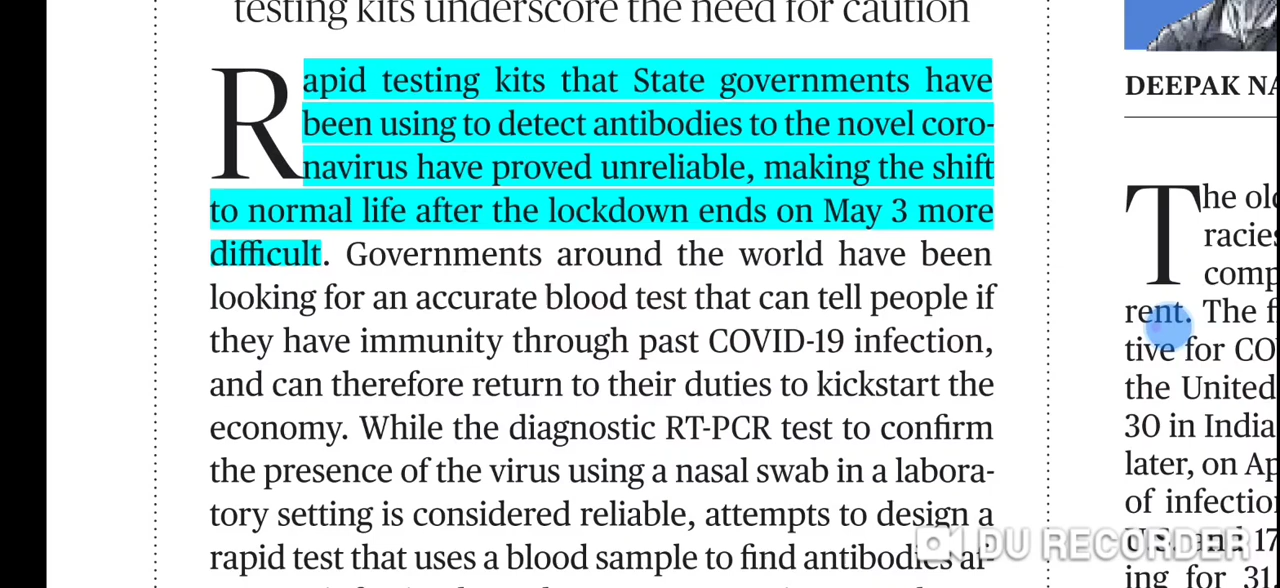 testing kits underscore the need for caution
Rapid testing kits that State governments have
been using to detect antibodies to the novel coro-
navirus have proved unreliable, making the shift
to normal life after the lockdown ends on May 3 more
difficult. Governments around the world have been
looking for an accurate blood test that can tell people if
they have immunity through past COVID-19 infection,
and can therefore return to their duties to kickstart the
economy. While the diagnostic RT-PCR test to confirm
the presence of the virus using a nasal swab in a labora-
tory setting is considered reliable, attempts to design a
rapid test that uses a blood sample to find antibodies af-
DEEPAK NA
The old
racies
comp
rent. The f
tive for CO
the United
30 in India
later, on Ap
of infection
U.S. and 17
ing for 31
DU RECORDER